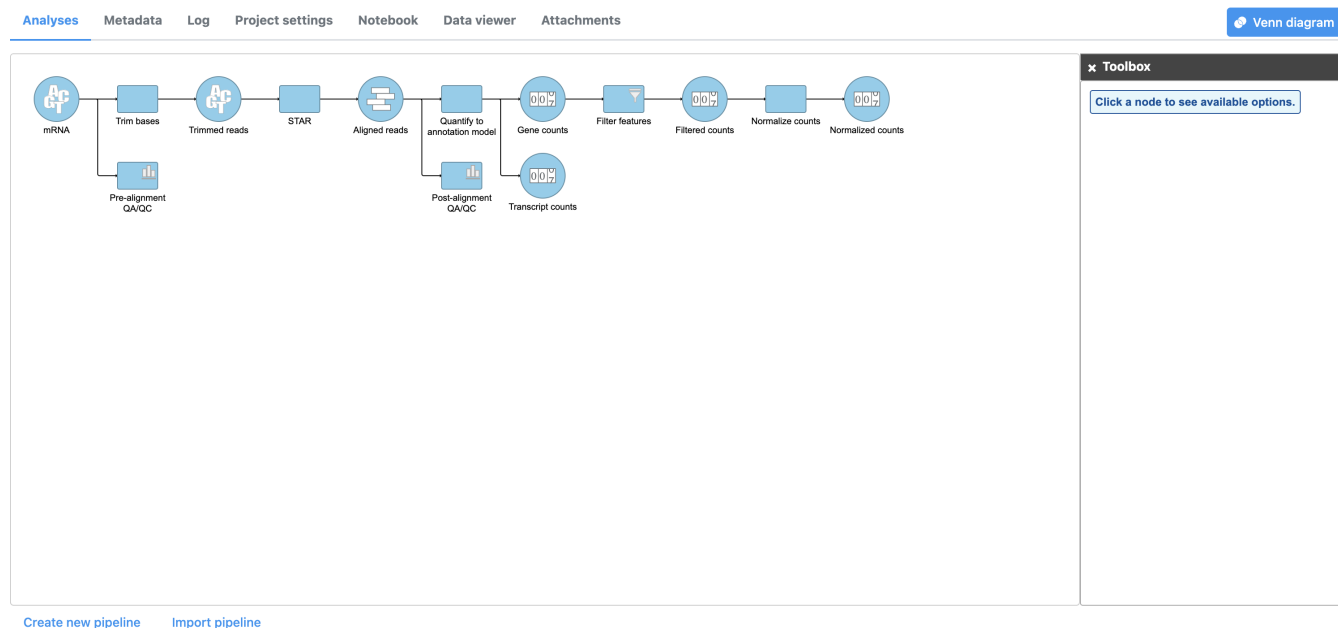 Analyses Metadata Log Project settings Notebook Data viewer Attachments
Venn diagram
Toolbox
Click a node to see available options.
mRNA
Trim bases
Trimmed reads
STAR
Aligned reads
Quantify to
annotation model
Gene counts
Filter features
Filtered counts
Normalize counts
Normalized counts
Pre-alignment
QA/QC
Post-alignment
QA/QC
Transcript counts
Create new pipeline Import pipeline